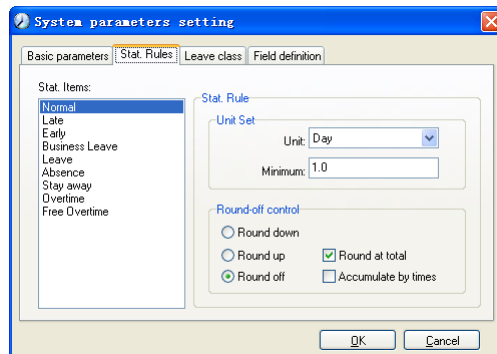 System parameters setting
Basic parameters Stat. Rules Leave class Field definition
Stat. Items:
Normal
Late
Early
Business Leave
Leave
Absence
Stay away
Overtime
Free Overtime
Stat. Rule
Unit Set
Unit: Day
Minimum: 1.0
Round-off control
Round down
Round up Round at total
Round off Accumulate by times
OK Cancel